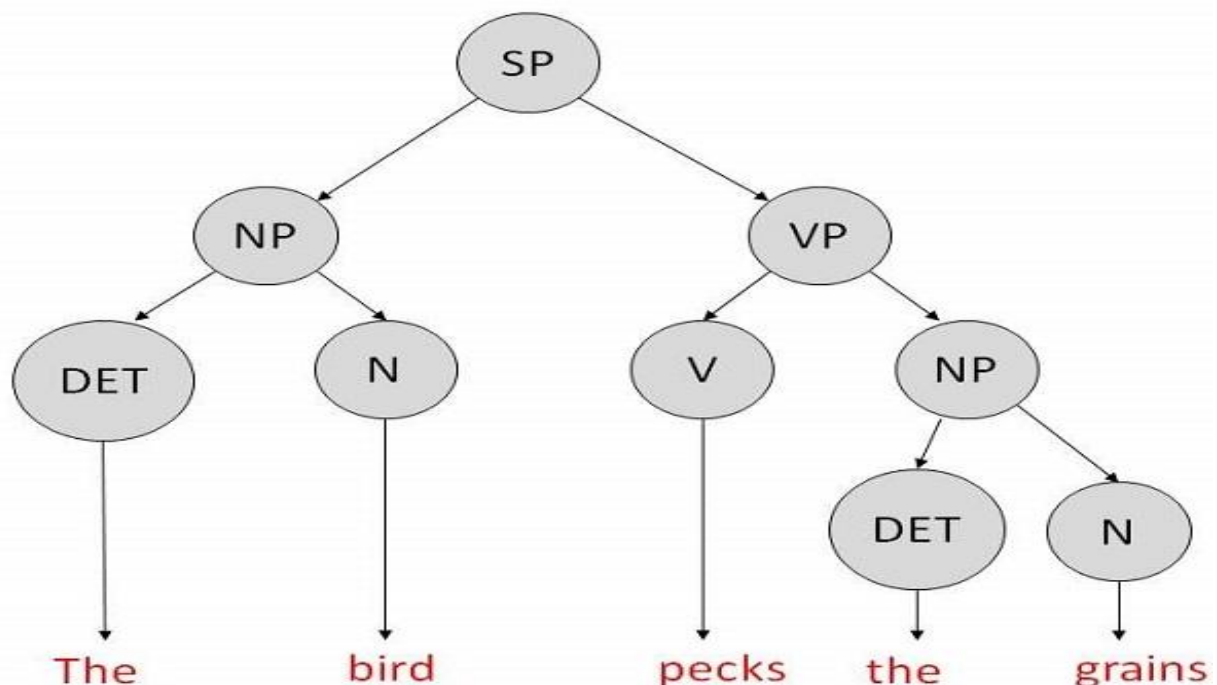 SP
NP VP
DET N V NP
DET N
The bird pecks the grains